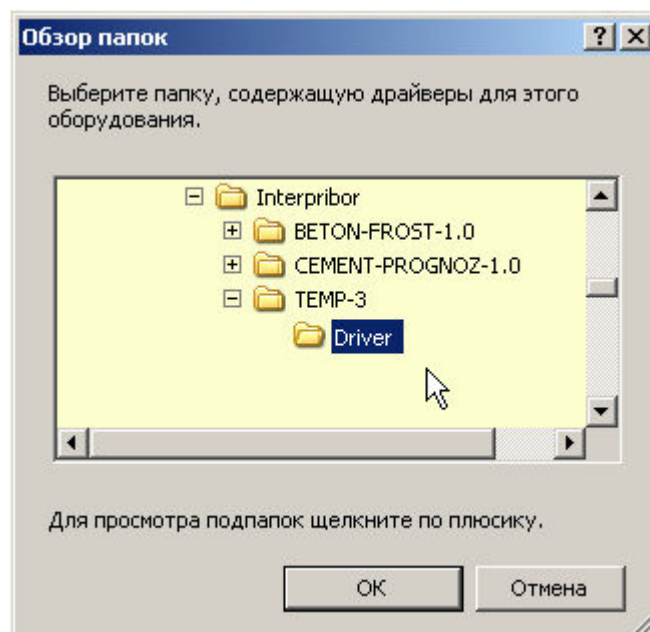 Обзор папок
Выберите папку, содержащую драйверы для этого
оборудования.
Interpribor
BETON-FROST-1.0
CEMENT-PROGNOZ-1.0
TEMP-3
Driver
Для просмотра подпапок щелкните по плюсику.
ОК
Отмена